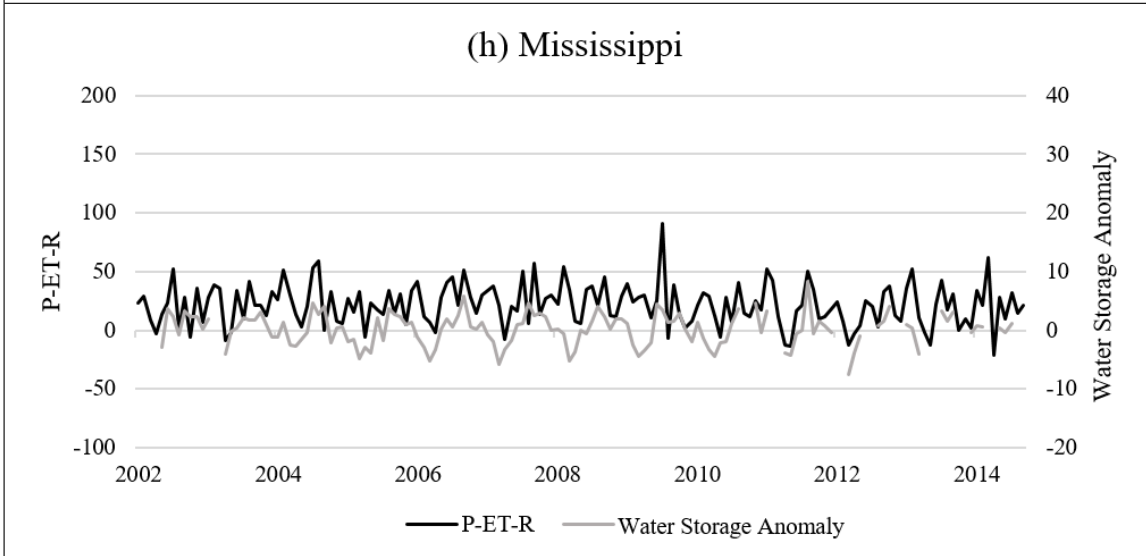 (h) Mississippi
200
150
100
50
0
-50
-100
P-ET-R
40
30
20
10
0
-10
-20
Water Storage Anomaly
2002 2004 2006 2008 2010 2012 2014
P-ET-R Water Storage Anomaly